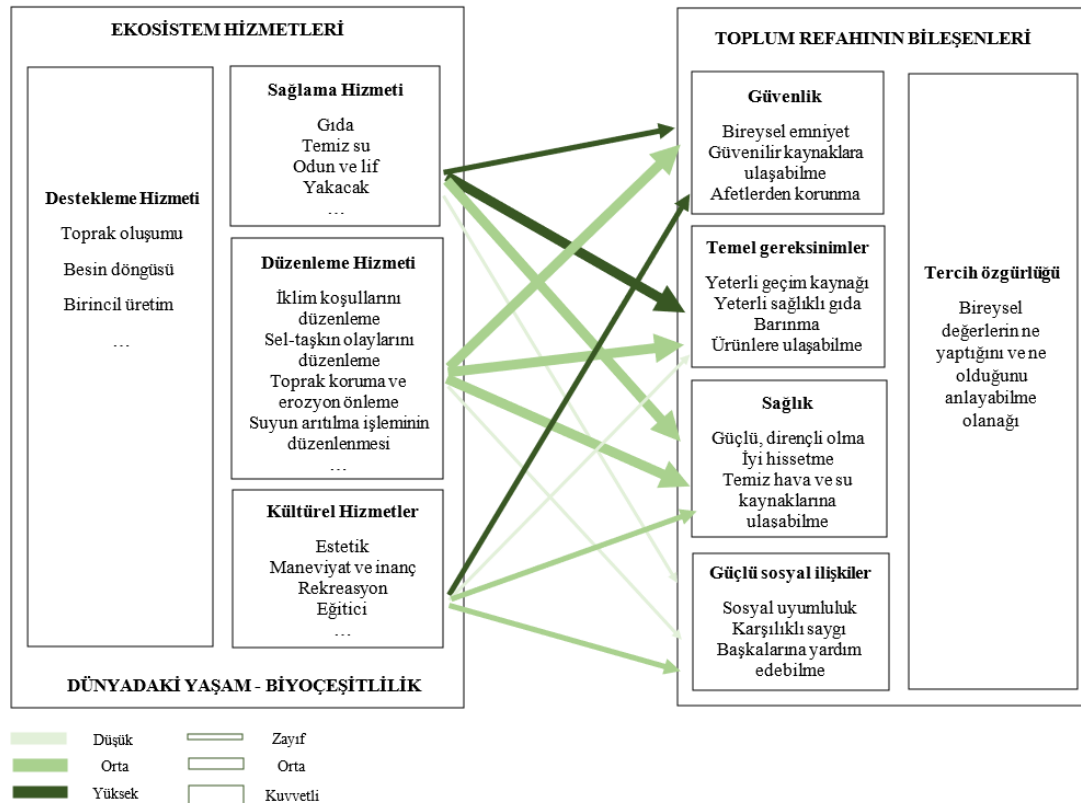 EKOSİSTEM HİZMETLERİ
Destekleme Hizmeti
Toprak oluşumu
Besin döngüsü
Birincil üretim
…
Sağlama Hizmeti
Gıda
Temiz su
Odun ve lif
Yakacak
…
Düzenleme Hizmeti
İklim koşullarını
düzenleme
Sel-taşkın olaylarını
düzenleme
Toprak koruma ve
erozyon önleme
Suyun arıtılma işleminin
düzenlenmesi
…
Kültürel Hizmetler
Estetik
Maneviyat ve inanç
Rekreasyon
Eğitici
…
DÜNYADAKİ YAŞAM - BİYOÇEŞİTLİLİK
TOPLUM REFAHININ BİLEŞENLERİ
Güvenlik
Bireysel emniyet
Güvenilir kaynaklara
ulaşabilme
Afetlerden korunma
Temel gereksinimler
Yeterli geçim kaynağı
Yeterli sağlıklı gıda
Barınma
Ürünlere ulaşabilme
Sağlık
Güçlü, dirençli olma
İyi hissetme
Temiz hava ve su
kaynaklarına
ulaşabilme
Güçlü sosyal ilişkiler
Sosyal uyumluluk
Karşılıklı saygı
Başkalarına yardım
edebilme
Tercih özgürlüğü
Bireysel
değerlerin ne
yaptığını ve ne
olduğunu
anlayabilme
olanağı
Düşük
Orta
Yüksek
Zayıf
Orta
Kuvvetli